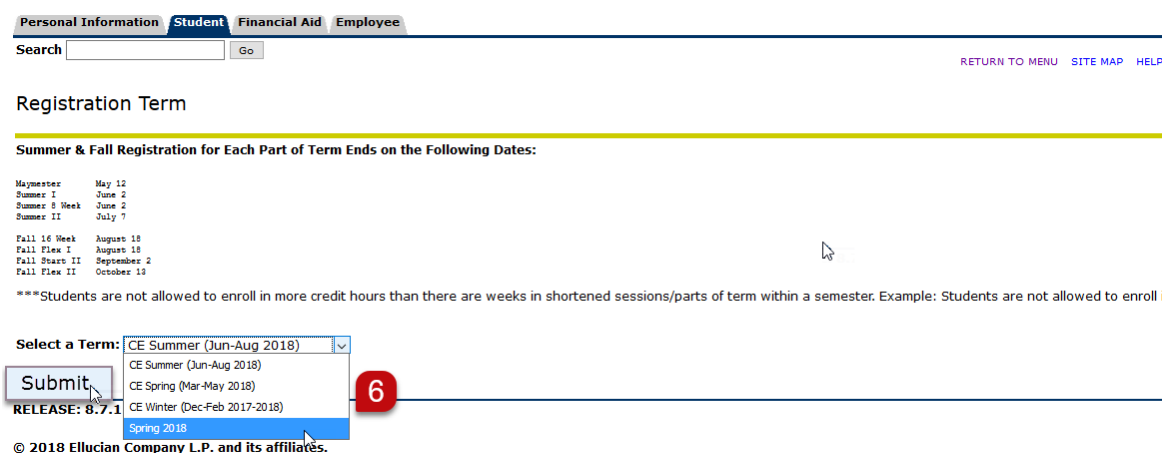 Personal Information Student Financial Aid Employee
Search Go
RETURN TO MENU SITE MAP HELP
Registration Term
Summer & Fall Registration for Each Part of Term Ends on the Following Dates:
Maymester May 12
Summer I June 2
Summer 8 Week June 2
Summer II July 7
Fall 16 Week August 18
Fall Flex I August 18
Fall Start II September 2
Fall Flex II October 13
***Students are not allowed to enroll in more credit hours than there are weeks in shortened sessions/parts of term within a semester. Example: Students are not allowed to enroll
Select a Term: CE Summer (Jun-Aug 2018)
CE Summer (Jun-Aug 2018)
Submit CE Spring (Mar-May 2018) 6
CE Winter (Dec-Feb 2017-2018)
RELEASE: 8.7.1
Spring 2018
© 2018 Ellucian Company L.P. and its affiliates.